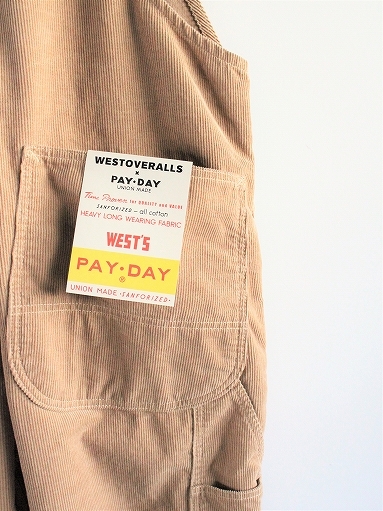 WESTOVERALLS
×
PAY·DAY
UNION MADE
Time Proven for QUALITY and VALUE
SANFORIZED — all cotton
HEAVY LONG WEARING FABRIC
WEST'S
PAY·DAY
®
UNION MADE -SANFORIZED-